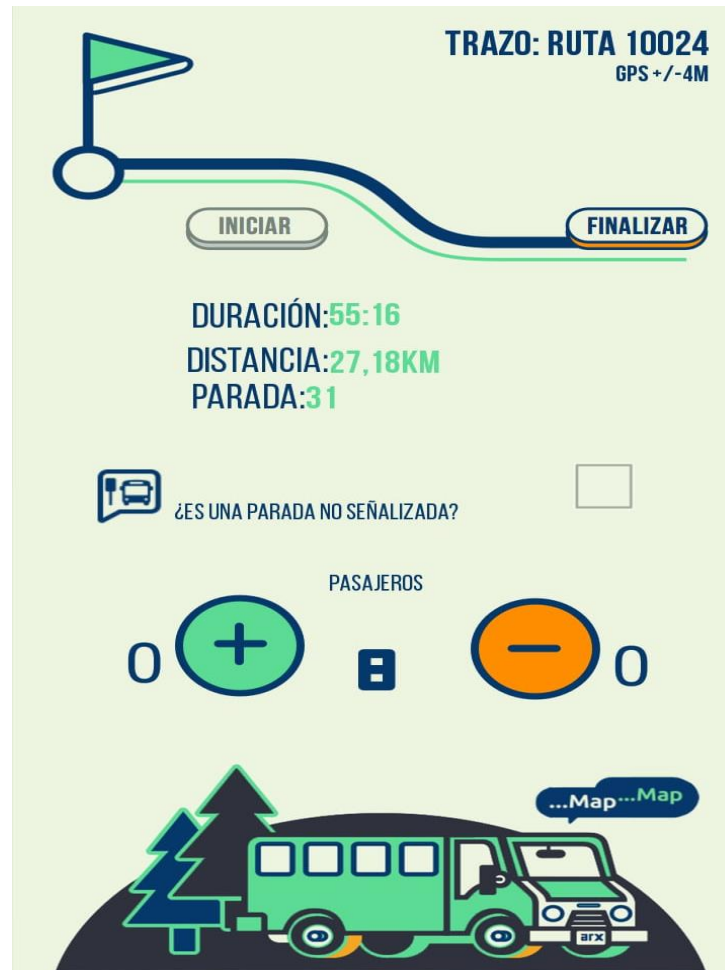 TRAZO: RUTA 10024
GPS +/-4M
INICIAR
FINALIZAR
DURACIÓN:55:16
DISTANCIA:27,18KM
PARADA:31
¿ES UNA PARADA NO SEÑALIZADA?
PASAJEROS
0 + 8 − 0
...Map...Map
arx